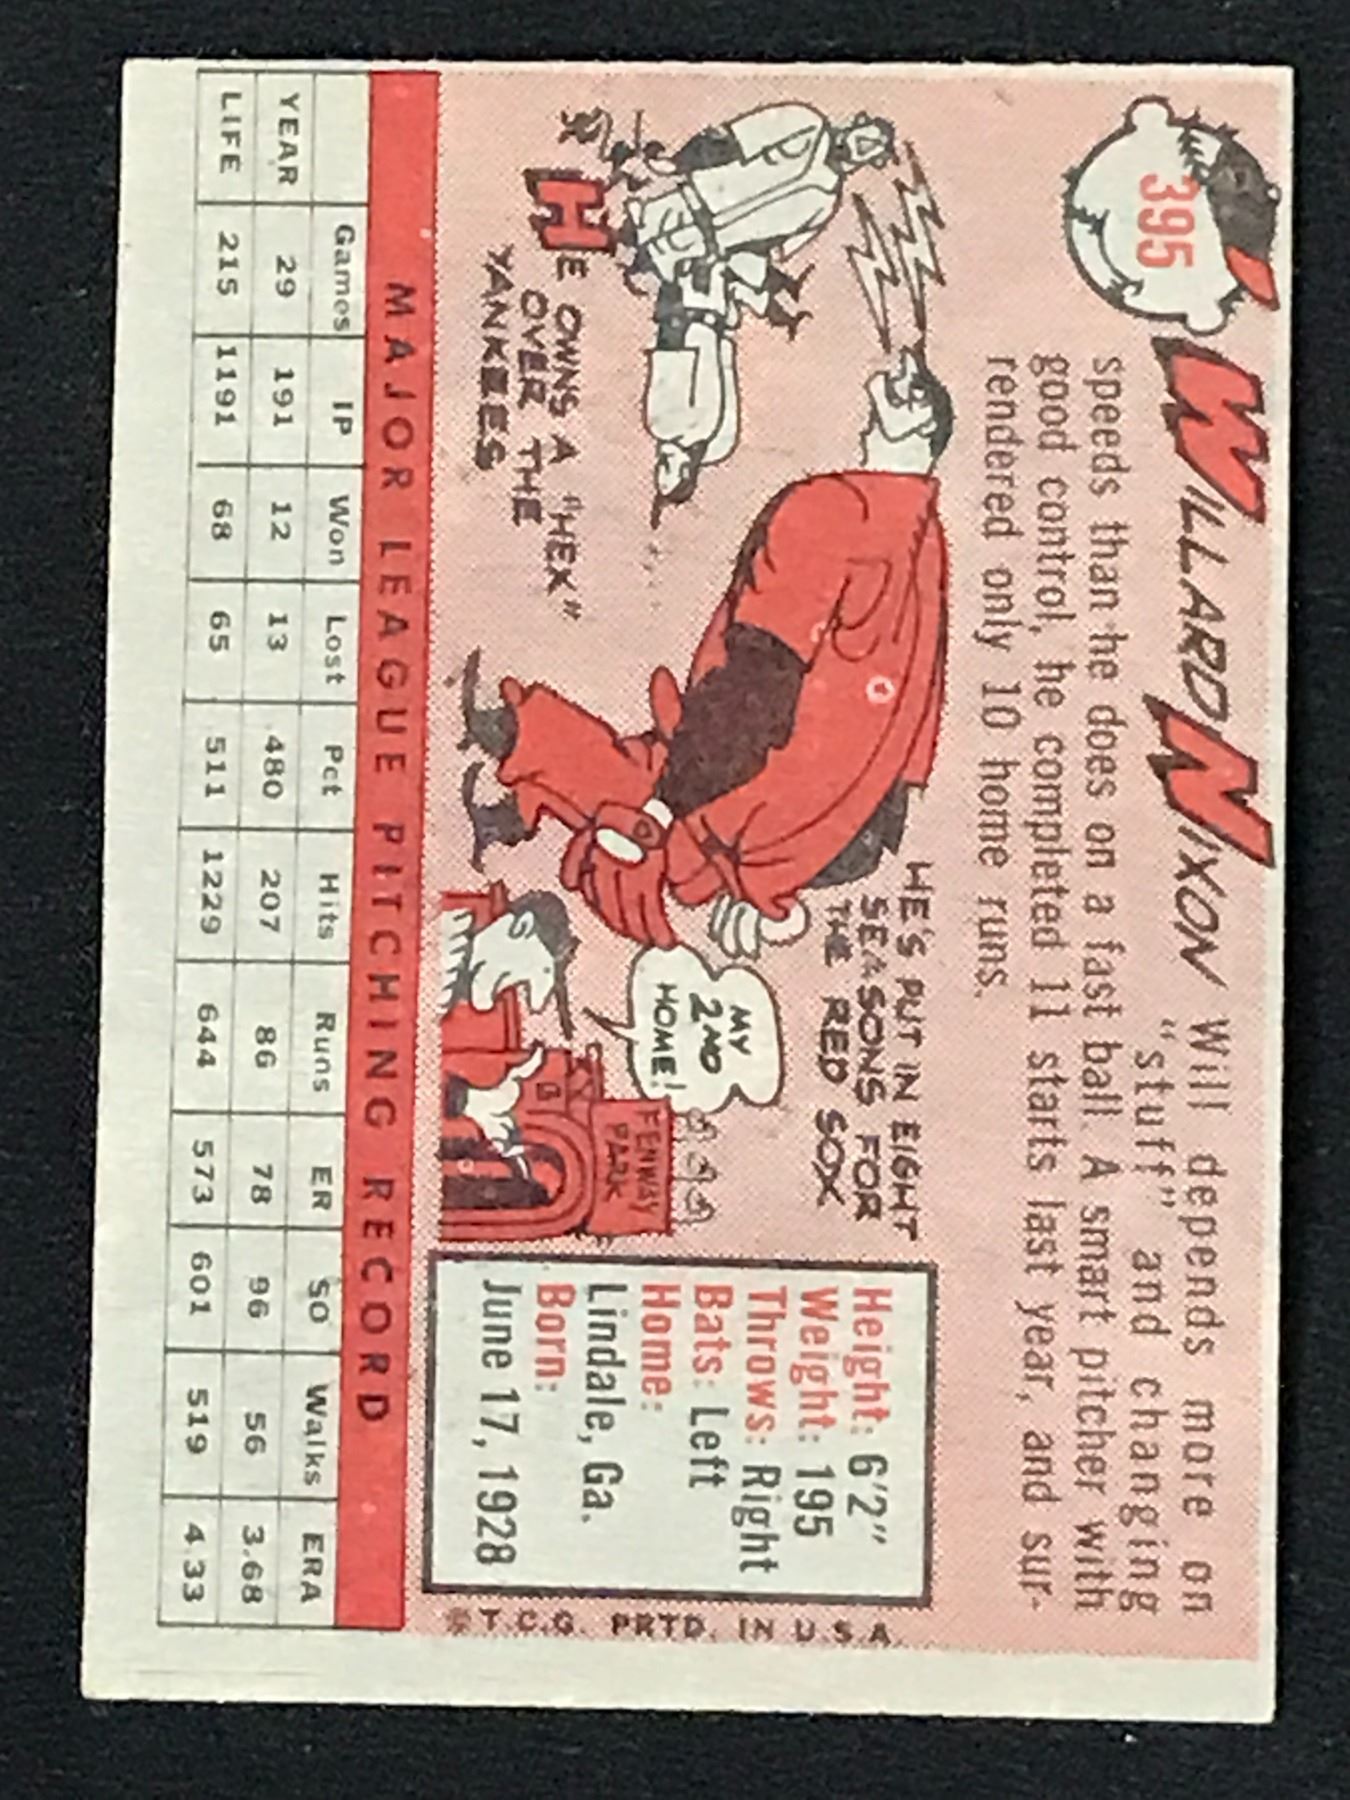 395
WILLARD NIXON Will depends more on
"stuff" and changing
speeds than he does on a fast ball. A smart pitcher with
good control, he completed 11 starts last year, and sur-
rendered only 10 home runs.
HE OWNS A "HEX"
OVER THE
YANKEES
HE'S PUT IN EIGHT
SEASONS FOR
THE RED SOX
MY
2ND
HOME!
FENWAY
PARK
B
Height: 6'2"
Weight: 195
Throws: Right
Bats: Left
Home:
Lindale, Ga.
Born:
June 17, 1928
© T.C.G. PRTD. IN U.S.A.
MAJOR LEAGUE PITCHING RECORD
Games IP Won Lost Pct Hits Runs ER SO Walks ERA
YEAR 29 191 12 13 .480 207 86 78 96 56 3.68
LIFE 215 1191 68 65 .511 1229 644 573 601 519 4.33